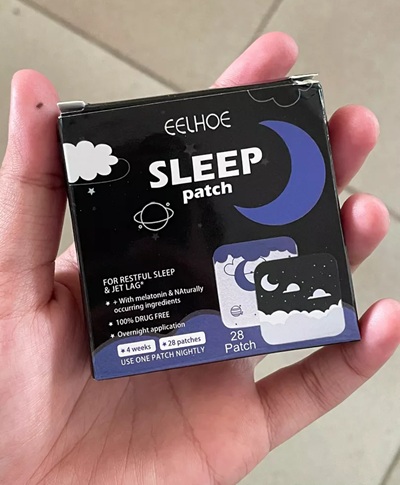 EELHOE
SLEEP
patch
FOR RESTFUL SLEEP
& JET LAG*
+ With melatonin & NAturally
occurring ingredients
100% DRUG FREE
Overnight application
4 weeks
28 patches
USE ONE PATCH NIGHTLY
28
Patch